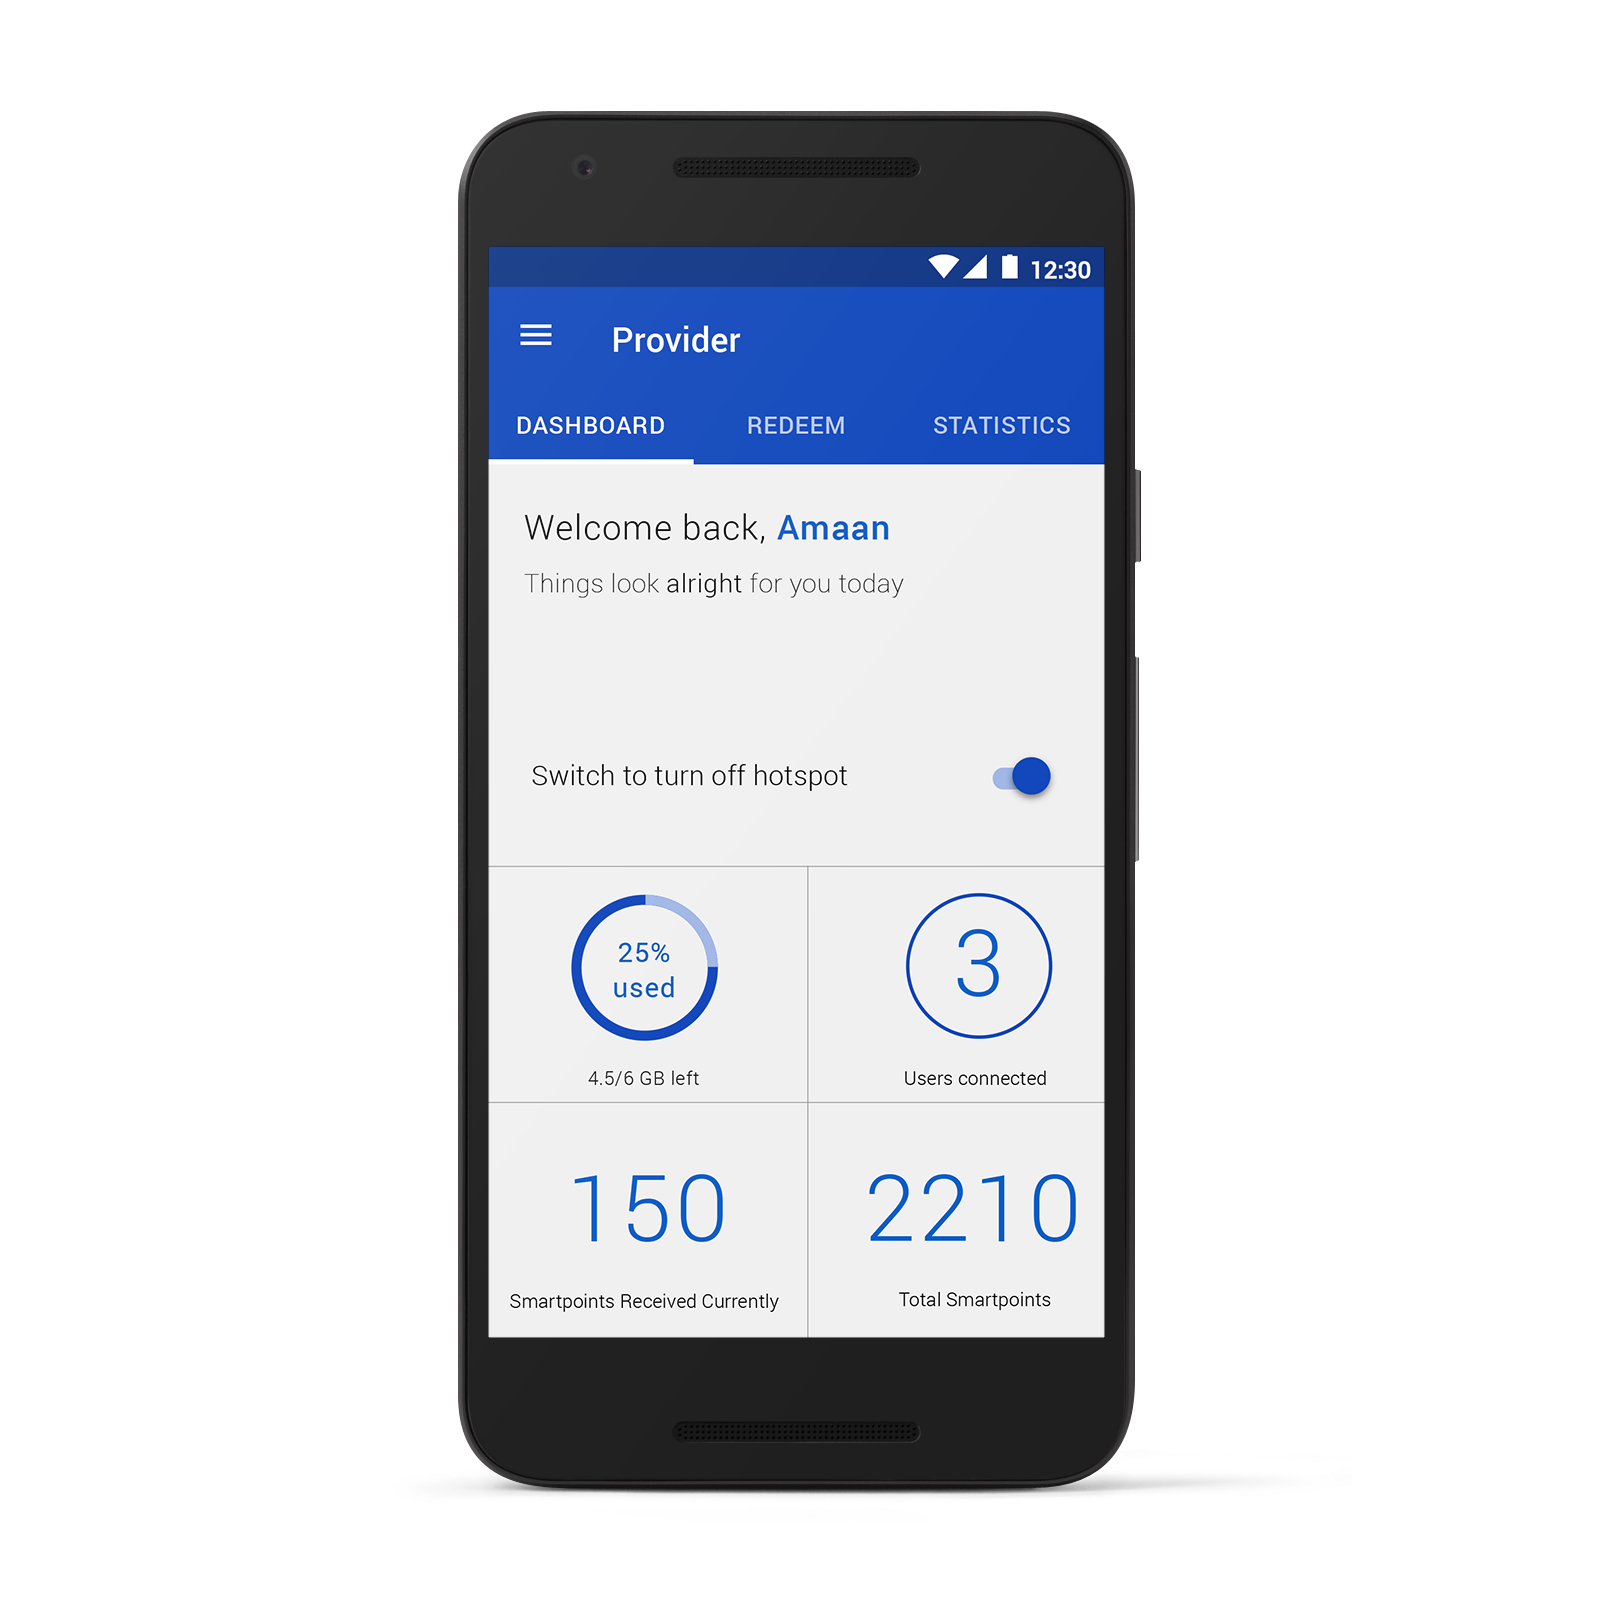 12:30
Provider
DASHBOARD REDEEM STATISTICS
Welcome back, Amaan
Things look alright for you today
Switch to turn off hotspot
25%
used
4.5/6 GB left
3
Users connected
150
Smartpoints Received Currently
2210
Total Smartpoints